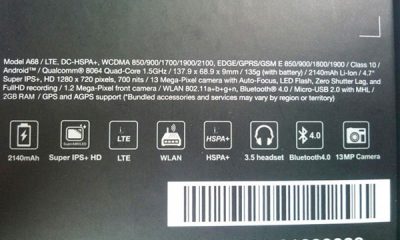 Model A68 / LTE, DC-HSPA+, WCDMA 850/900/1700/1900/2100, EDGE/GPRS/GSM E 850/900/1800/1900 / Class 10 /
Android™ / Qualcomm® 8064 Quad-Core 1.5GHz / 137.9 x 68.9 x 9mm / 135g (with battery) / 2140mAh Li-Ion / 4.7"
Super IPS+, HD 1280 x 720 pixels, 700 nits / 13 Mega-Pixel Camera with Auto-Focus, LED Flash, Zero Shutter Lag, and
FullHD recording / 1.2 Mega-Pixel front camera / WLAN 802.11a+b+g+n, Bluetooth® 4.0 / Micro-USB 2.0 with MHL /
2GB RAM / GPS and AGPS support (*Bundled accessories and services may vary by region or territory)
LTE HSPA+ 4.0 13MP
2140mAh Super IPS+ HD LTE WLAN HSPA+ 3.5 headset Bluetooth4.0 13MP Camera